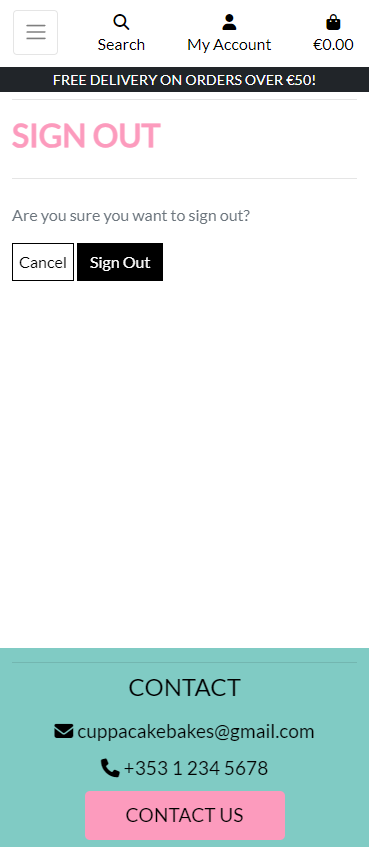 Search My Account €0.00
FREE DELIVERY ON ORDERS OVER €50!
SIGN OUT
Are you sure you want to sign out?
Cancel Sign Out
CONTACT
cuppacakebakes@gmail.com
+353 1 234 5678
CONTACT US